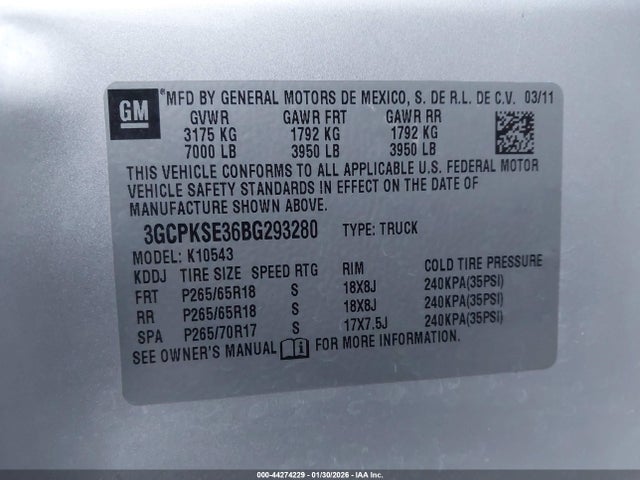 GM ®MFD BY GENERAL MOTORS DE MEXICO, S. DE R.L. DE C.V. 03/11
GVWR GAWR FRT GAWR RR
3175 KG 1792 KG 1792 KG
7000 LB 3950 LB 3950 LB
THIS VEHICLE CONFORMS TO ALL APPLICABLE U.S. FEDERAL MOTOR
VEHICLE SAFETY STANDARDS IN EFFECT ON THE DATE OF
MANUFACTURE SHOWN ABOVE.
3GCPKSE36BG293280 TYPE: TRUCK
MODEL: K10543
KDDJ TIRE SIZE SPEED RTG RIM COLD TIRE PRESSURE
FRT P265/65R18 S 18X8J 240KPA(35PSI)
RR P265/65R18 S 18X8J 240KPA(35PSI)
SPA P265/70R17 S 17X7.5J 240KPA(35PSI)
SEE OWNER'S MANUAL FOR MORE INFORMATION.
000-44274229 - 01/30/2026 - IAA Inc.